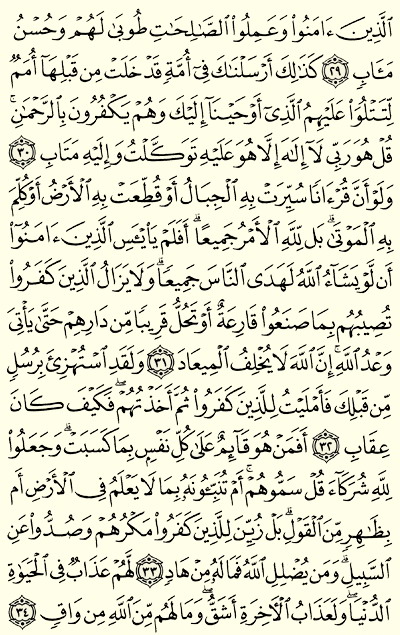 ٱلَّذِينَ ءَامَنُوا۟ وَعَمِلُوا۟ ٱلصَّـٰلِحَـٰتِ طُوبَىٰ لَهُمْ وَحُسْنُ
مَـَٔابٍ ٢٩ كَذَٰلِكَ أَرْسَلْنَـٰكَ فِىٓ أُمَّةٍ قَدْ خَلَتْ مِن قَبْلِهَآ أُمَمٌ
لِّتَتْلُوَا۟ عَلَيْهِمُ ٱلَّذِىٓ أَوْحَيْنَآ إِلَيْكَ وَهُمْ يَكْفُرُونَ بِٱلرَّحْمَـٰنِ ۚ
قُلْ هُوَ رَبِّى لَآ إِلَـٰهَ إِلَّا هُوَ عَلَيْهِ تَوَكَّلْتُ وَإِلَيْهِ مَتَابِ ٣٠
وَلَوْ أَنَّ قُرْءَانًا سُيِّرَتْ بِهِ ٱلْجِبَالُ أَوْ قُطِّعَتْ بِهِ ٱلْأَرْضُ أَوْ كُلِّمَ
بِهِ ٱلْمَوْتَىٰ ۗ بَل لِّلَّهِ ٱلْأَمْرُ جَمِيعًا ۗ أَفَلَمْ يَا۟يْـَٔسِ ٱلَّذِينَ ءَامَنُوٓا۟
أَن لَّوْ يَشَآءُ ٱللَّهُ لَهَدَى ٱلنَّاسَ جَمِيعًا ۗ وَلَا يَزَالُ ٱلَّذِينَ كَفَرُوا۟
تُصِيبُهُم بِمَا صَنَعُوا۟ قَارِعَةٌ أَوْ تَحُلُّ قَرِيبًا مِّن دَارِهِمْ حَتَّىٰ يَأْتِىَ
وَعْدُ ٱللَّهِ ۚ إِنَّ ٱللَّهَ لَا يُخْلِفُ ٱلْمِيعَادَ ٣١ وَلَقَدِ ٱسْتُهْزِئَ بِرُسُلٍ
مِّن قَبْلِكَ فَأَمْلَيْتُ لِلَّذِينَ كَفَرُوا۟ ثُمَّ أَخَذْتُهُمْ ۖ فَكَيْفَ كَانَ
عِقَابِ ٣٢ أَفَمَنْ هُوَ قَآئِمٌ عَلَىٰ كُلِّ نَفْسٍۭ بِمَا كَسَبَتْ ۗ وَجَعَلُوا۟
لِلَّهِ شُرَكَآءَ قُلْ سَمُّوهُمْ ۚ أَمْ تُنَبِّـُٔونَهُۥ بِمَا لَا يَعْلَمُ فِى ٱلْأَرْضِ أَم
بِظَـٰهِرٍ مِّنَ ٱلْقَوْلِ ۗ بَلْ زُيِّنَ لِلَّذِينَ كَفَرُوا۟ مَكْرُهُمْ وَصُدُّوا۟ عَنِ
ٱلسَّبِيلِ ۗ وَمَن يُضْلِلِ ٱللَّهُ فَمَا لَهُۥ مِنْ هَادٍ ٣٣ لَّهُمْ عَذَابٌ فِى ٱلْحَيَوٰةِ
ٱلدُّنْيَا ۖ وَلَعَذَابُ ٱلْـَٔاخِرَةِ أَشَقُّ ۖ وَمَا لَهُم مِّنَ ٱللَّهِ مِن وَاقٍ ٣٤